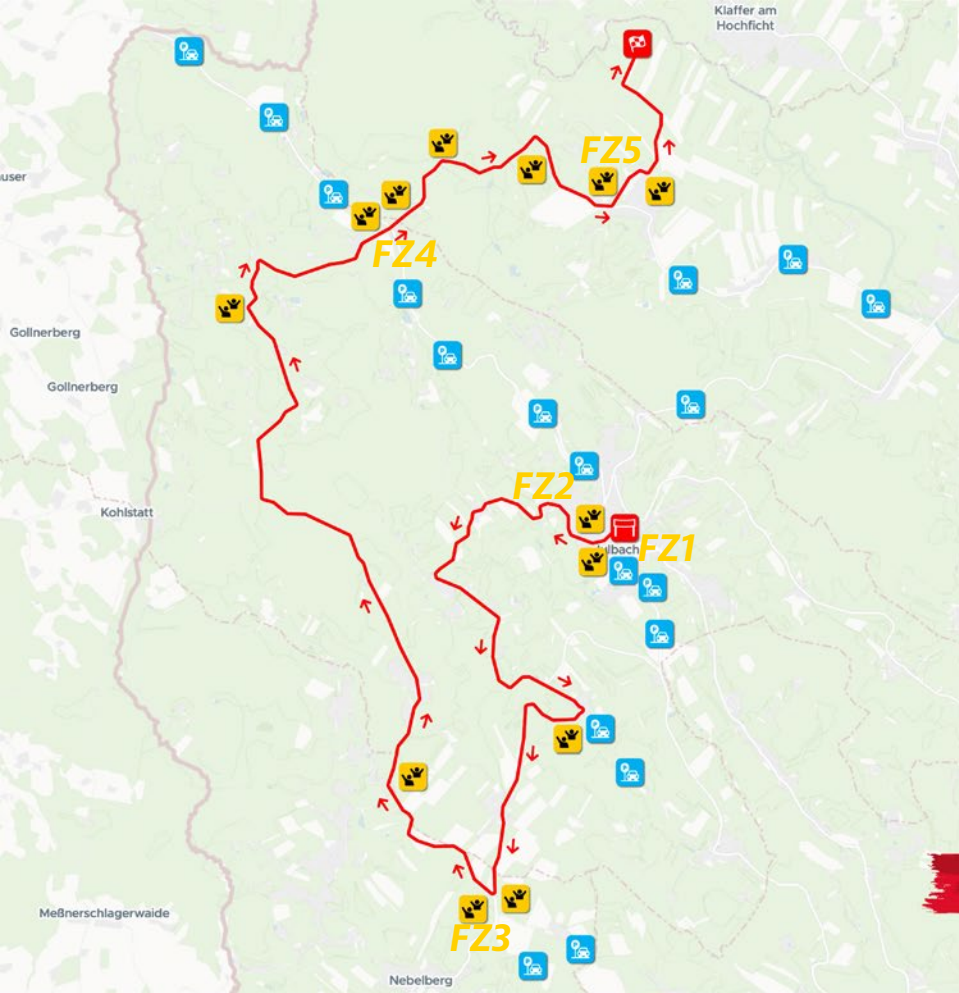 Klaffer am
Hochficht
FZ5
FZ4
Gollnerberg
Gollnerberg
FZ2
Kohlstatt
FZ1
Meßnerschlagerwaide
FZ3
Nebelberg